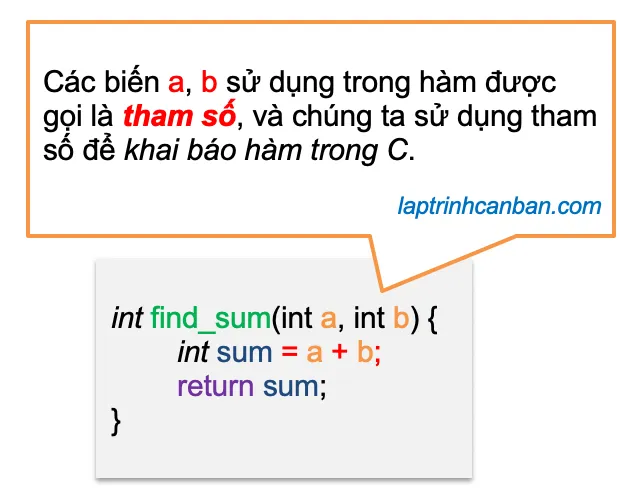 Các biến a, b sử dụng trong hàm được
gọi là tham số, và chúng ta sử dụng tham
số để khai báo hàm trong C.
laptrinhcanban.com
int find_sum(int a, int b) {
int sum = a + b;
return sum;
}